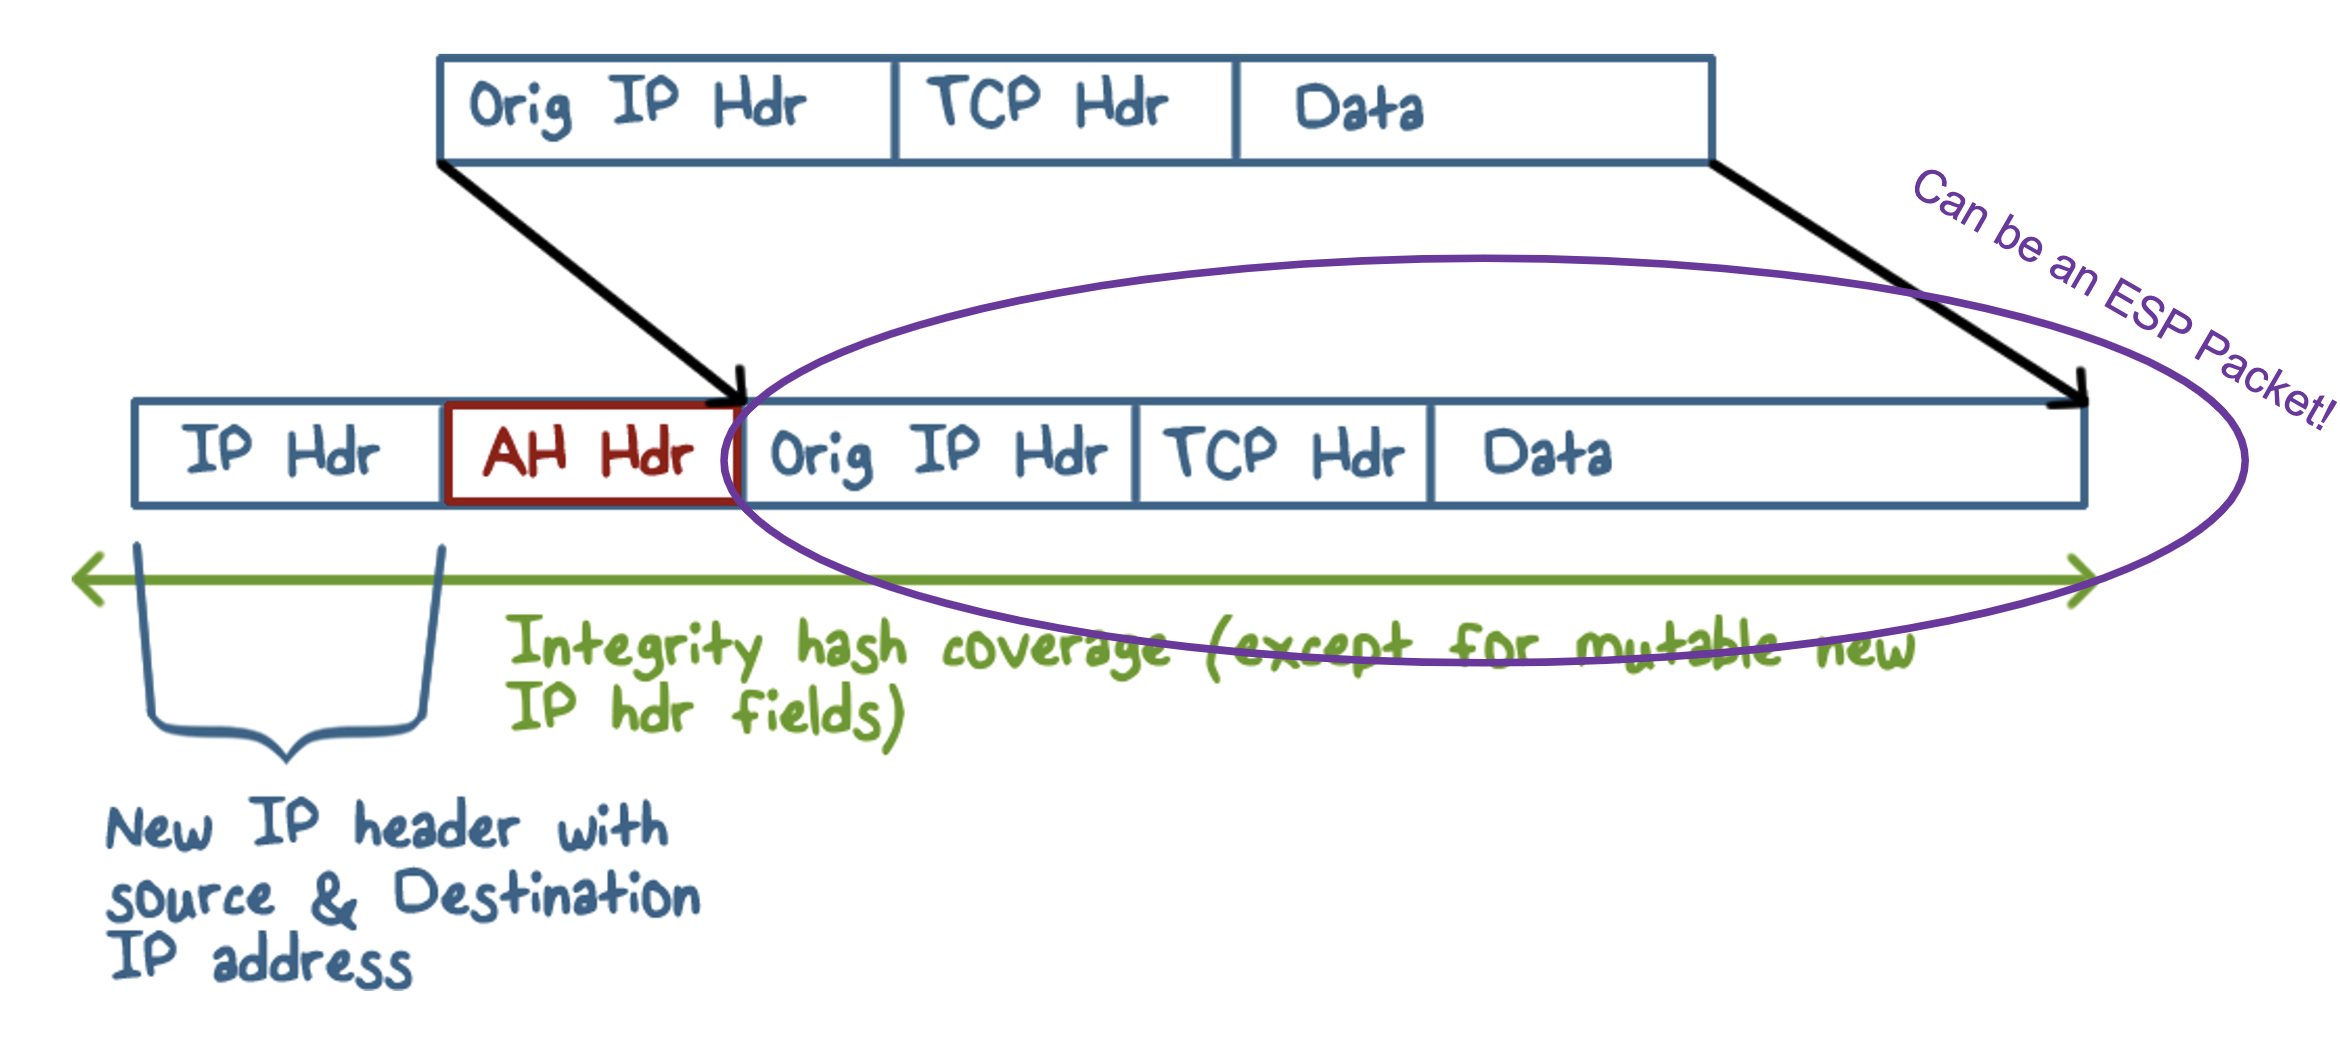 Orig IP Hdr TCP Hdr Data
Can be an ESP Packet!
IP Hdr AH Hdr Orig IP Hdr TCP Hdr Data
Integrity hash coverage (except for mutable new
IP hdr fields)
New IP header with
source & Destination
IP address